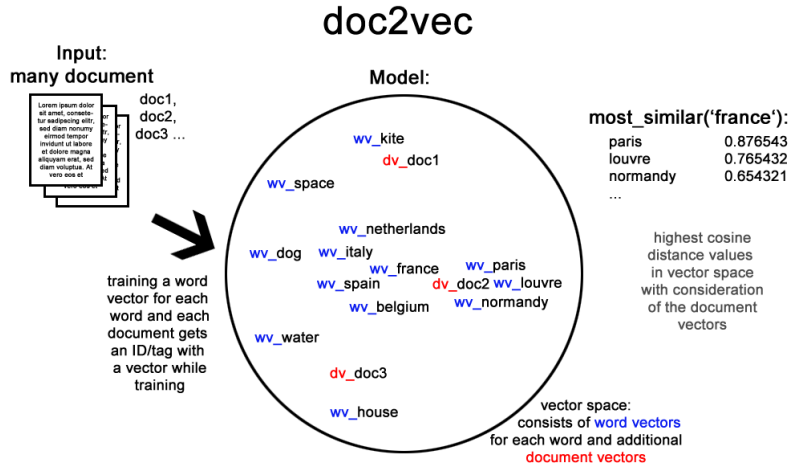 doc2vec
Input:
many document
Lorem ipsum dolor
sit amet, consete-
tur sadipscing elitr,
sed diam nonumy
eirmod tempor
invidunt ut labore
et dolore magna
aliquyam erat, sed
diam voluptua. At
vero eos et
doc1,
doc2,
doc3 ...
training a word
vector for each
word and each
document gets
an ID/tag with
a vector while
training
Model:
wv_kite
dv_doc1
wv_space
wv_netherlands
wv_dog
wv_italy
wv_france
wv_paris
wv_spain
dv_doc2
wv_louvre
wv_belgium
wv_normandy
wv_water
dv_doc3
wv_house
most_similar(‘france‘):
paris 0.876543
louvre 0.765432
normandy 0.654321
...
highest cosine
distance values
in vector space
with consideration
of the document
vectors
vector space:
consists of word vectors
for each word and additional
document vectors